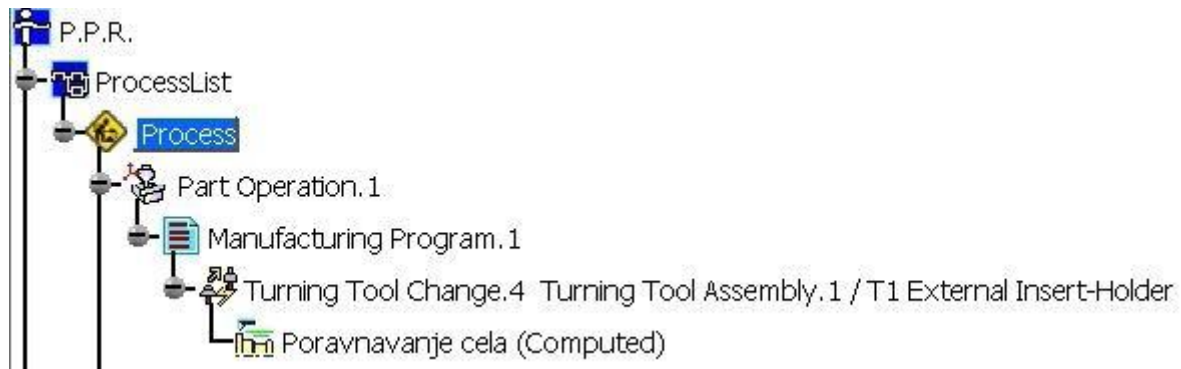 P.P.R.
ProcessList
Process
Part Operation.1
Manufacturing Program.1
Turning Tool Change.4 Turning Tool Assembly.1 / T1 External Insert-Holder
Poravnavanje cela (Computed)